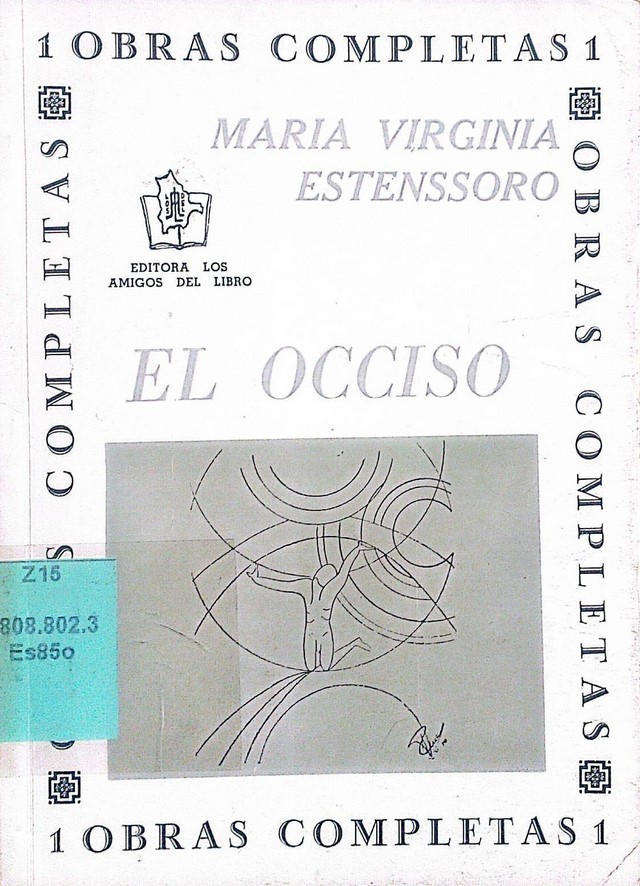 1 OBRAS COMPLETAS 1
MARIA VIRGINIA
ESTENSSORO
EDITORA LOS
AMIGOS DEL LIBRO
EL OCCISO
OBRAS COMPLETAS
S COMPLETAS
Z15
808.802.3
Es85o
1 OBRAS COMPLETAS 1